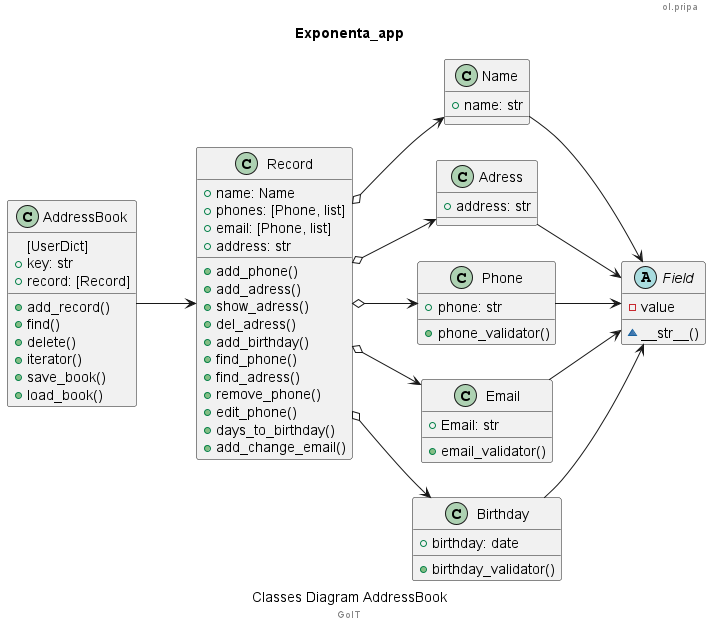 ol.pripa
Exponenta_app
C Name
name: str
C Record
name: Name
phones: [Phone, list]
email: [Phone, list]
address: str
add_phone()
add_adress()
show_adress()
del_adress()
add_birthday()
find_phone()
find_adress()
remove_phone()
edit_phone()
days_to_birthday()
add_change_email()
C Adress
address: str
C AddressBook
[UserDict]
key: str
record: [Record]
add_record()
find()
delete()
iterator()
save_book()
load_book()
C Phone
phone: str
phone_validator()
A Field
value
__str__()
C Email
Email: str
email_validator()
C Birthday
birthday: date
birthday_validator()
Classes Diagram AddressBook
GoIT